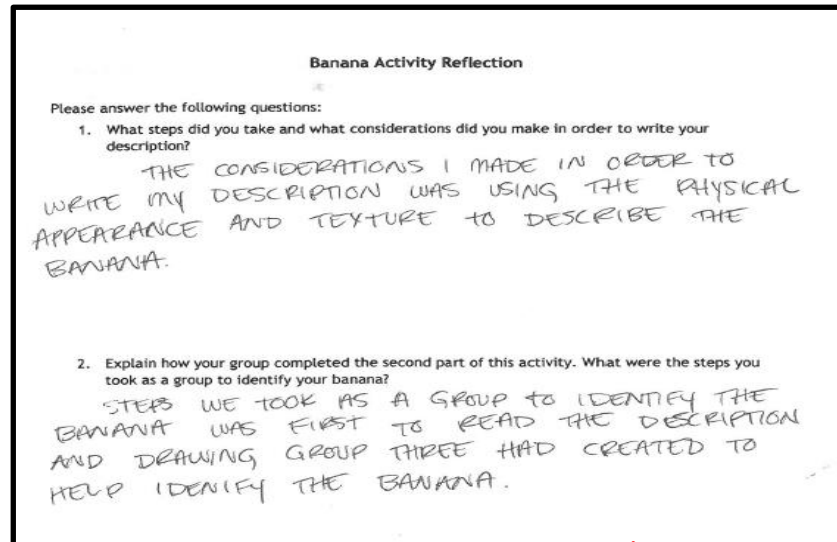 Banana Activity Reflection
Please answer the following questions:
1. What steps did you take and what considerations did you make in order to write your
description?
THE CONSIDERATIONS I MADE IN ORDER TO
WRITE MY DESCRIPTION WAS USING THE PHYSICAL
APPEARANCE AND TEXTURE TO DESCRIBE THE
BANANA.
2. Explain how your group completed the second part of this activity. What were the steps you
took as a group to identify your banana?
STEPS WE TOOK AS A GROUP TO IDENTIFY THE
BANANA WAS FIRST TO READ THE DESCRIPTION
AND DRAWING GROUP THREE HAD CREATED TO
HELP IDENIFY THE BANANA.